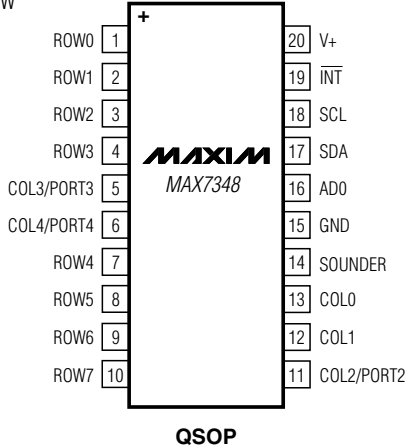 W
+
ROW0 1 20 V+
ROW1 2 19 INT
ROW2 3 18 SCL
ROW3 4 MAXIM 17 SDA
COL3/PORT3 5 MAX7348 16 AD0
COL4/PORT4 6 15 GND
ROW4 7 14 SOUNDER
ROW5 8 13 COL0
ROW6 9 12 COL1
ROW7 10 11 COL2/PORT2
QSOP